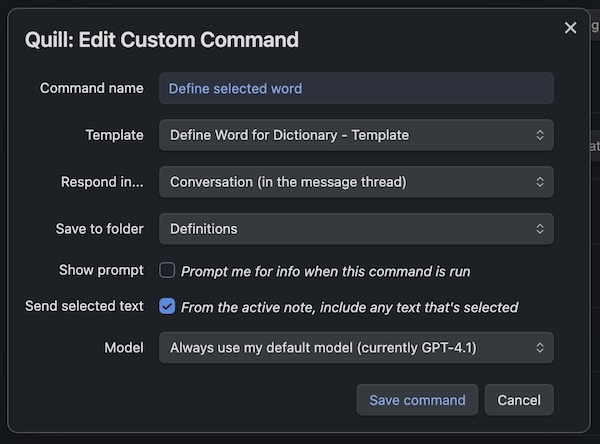 Quill: Edit Custom Command
Command name Define selected word
Template Define Word for Dictionary - Template
Respond in... Conversation (in the message thread)
Save to folder Definitions
Show prompt Prompt me for info when this command is run
Send selected text From the active note, include any text that's selected
Model Always use my default model (currently GPT-4.1)
Save command Cancel